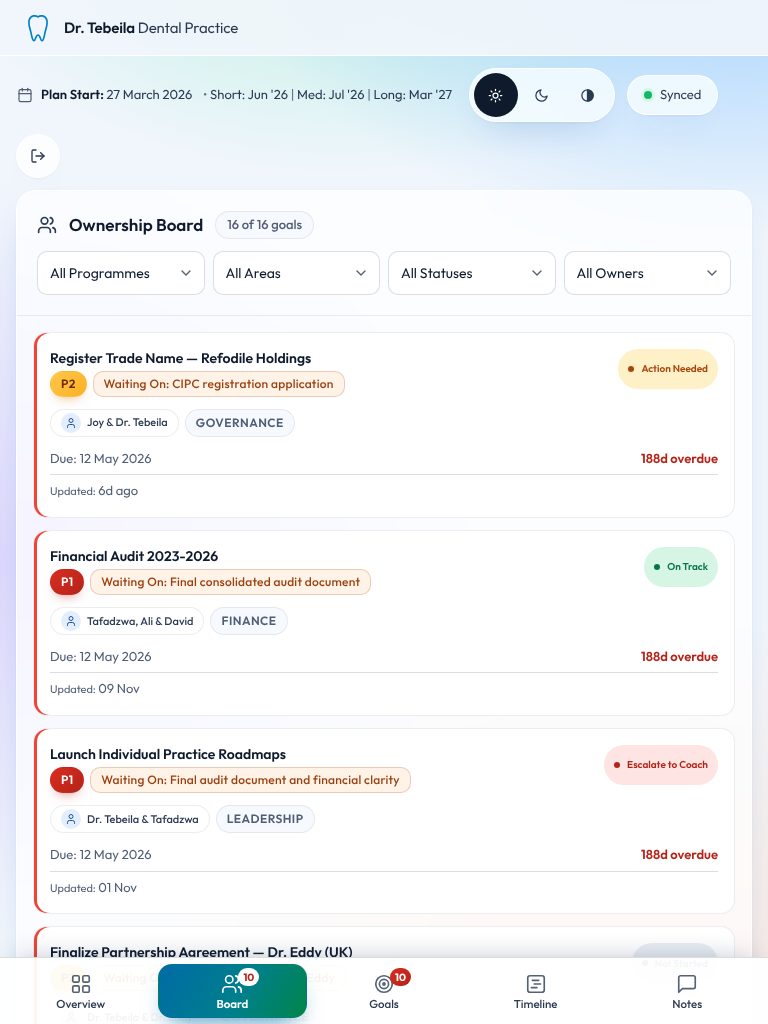 Dr. Tebeila Dental Practice
Plan Start: 27 March 2026 • Short: Jun '26 | Med: Jul '26 | Long: Mar '27
Synced
Ownership Board
16 of 16 goals
All Programmes
All Areas
All Statuses
All Owners
Register Trade Name — Refodile Holdings
Action Needed
P2
Waiting On: CIPC registration application
Joy & Dr. Tebeila
GOVERNANCE
Due: 12 May 2026
188d overdue
Updated: 6d ago
Financial Audit 2023-2026
On Track
P1
Waiting On: Final consolidated audit document
Tafadzwa, Ali & David
FINANCE
Due: 12 May 2026
188d overdue
Updated: 09 Nov
Launch Individual Practice Roadmaps
Escalate to Coach
P1
Waiting On: Final audit document and financial clarity
Dr. Tebeila & Tafadzwa
LEADERSHIP
Due: 12 May 2026
188d overdue
Updated: 01 Nov
Finalize Partnership Agreement — Dr. Eddy (UK)
Not Started
Overview
10
Board
10
Goals
Timeline
Notes